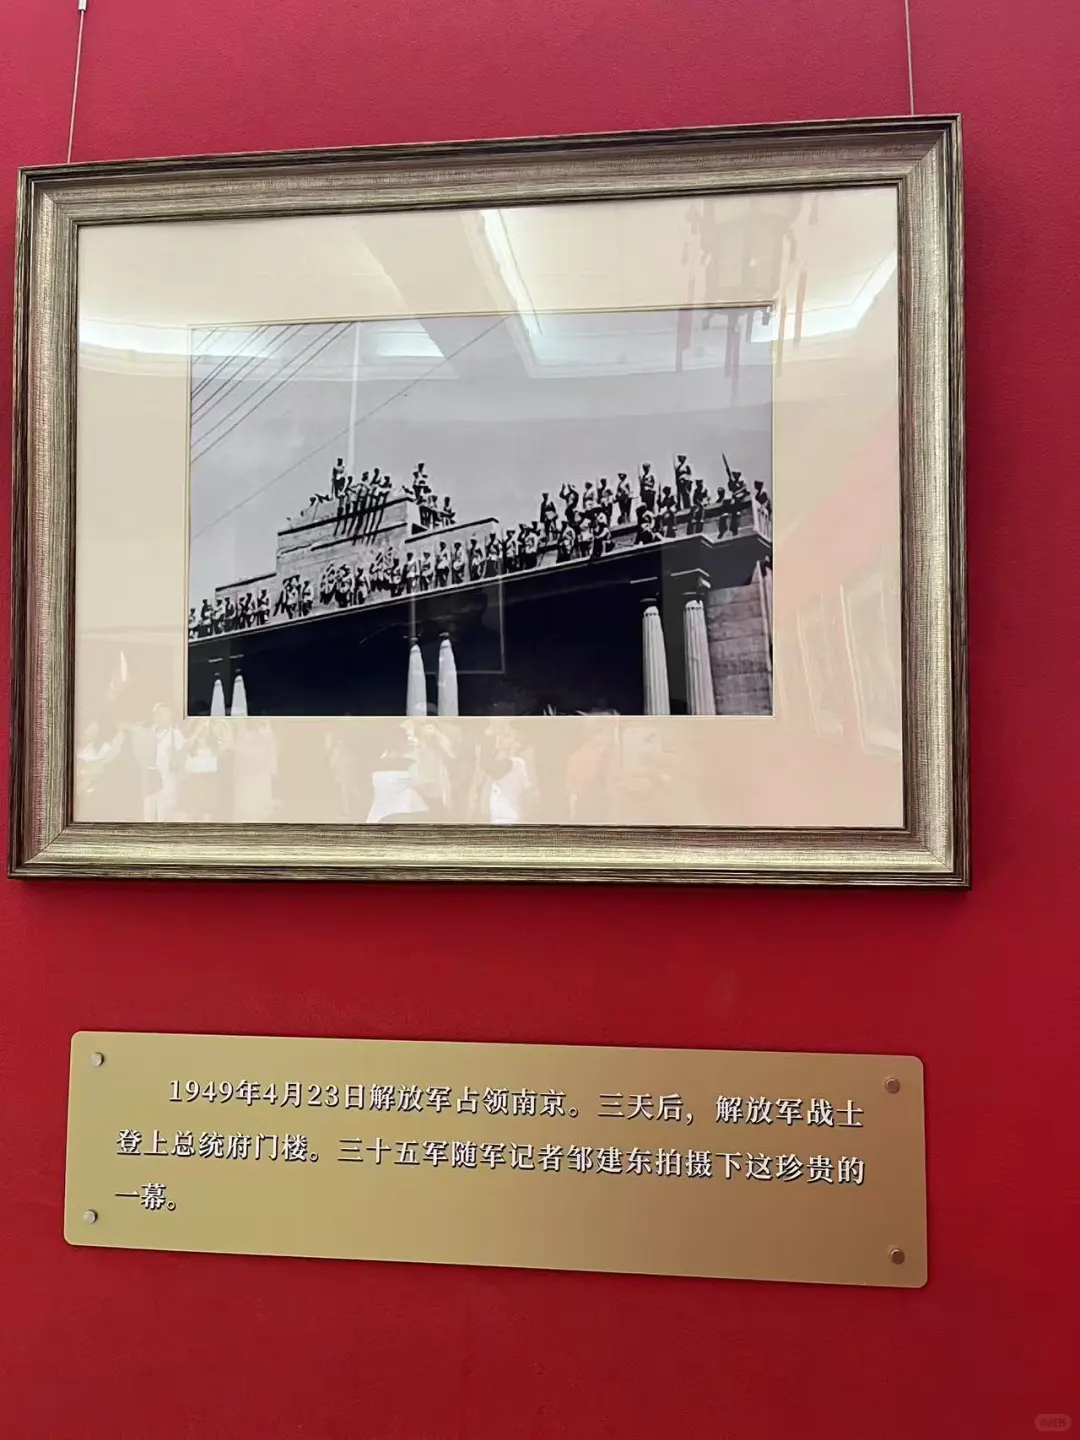 1949年4月23日解放军占领南京。三天后，解放军战士
登上总统府门楼。三十五军随军记者邹建东拍摄下这珍贵的
一幕。